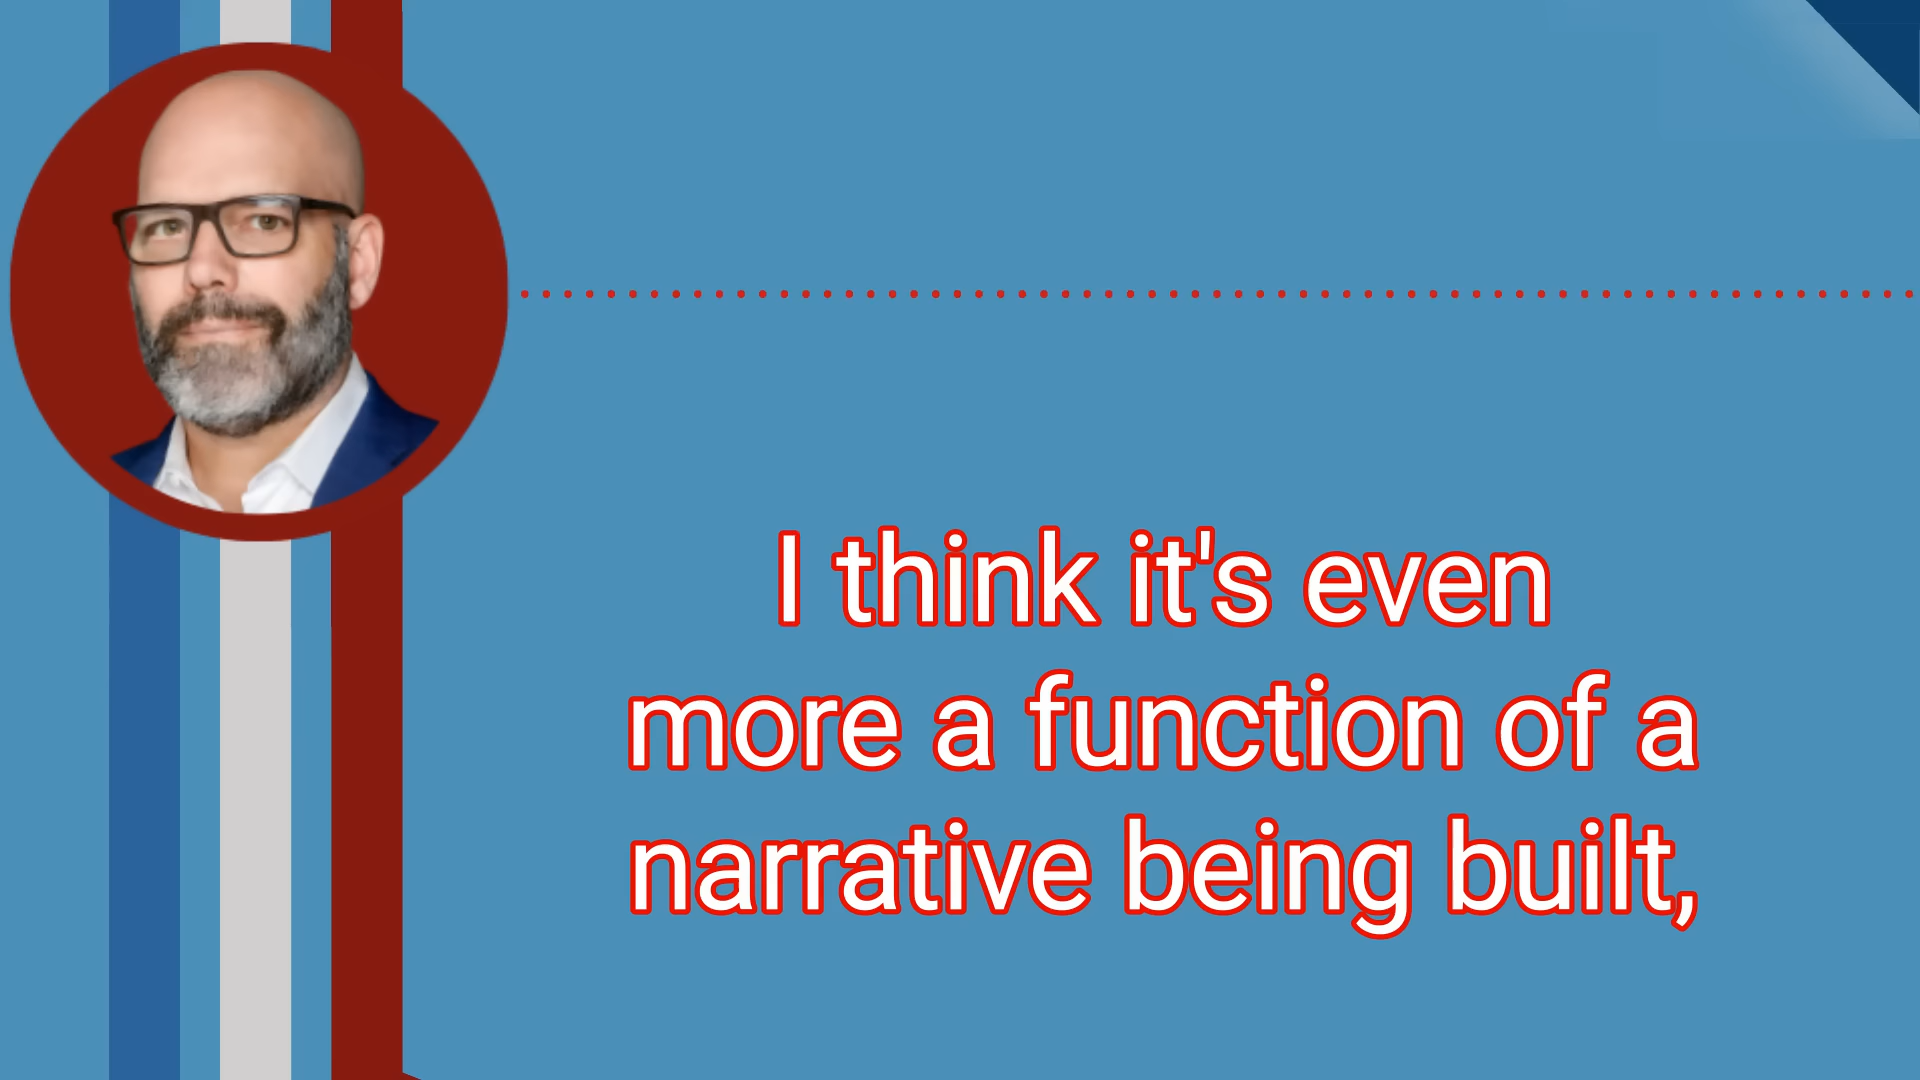 I think it's even
more a function of a
narrative being built,